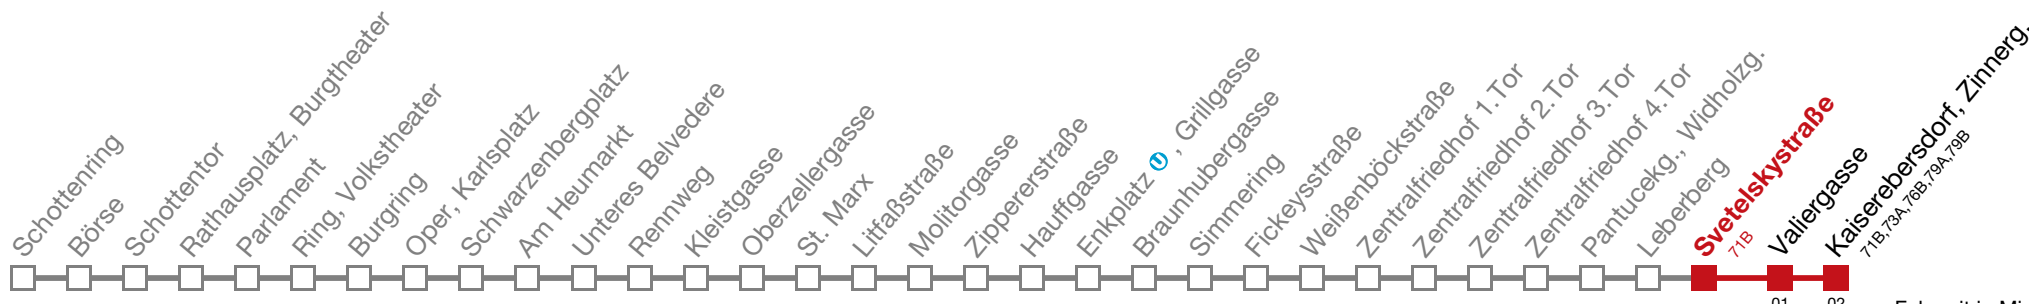 Schottenring
Börse
Schottentor
Rathausplatz, Burgtheater
Parlament
Ring, Volkstheater
Burgring
Oper, Karlsplatz
Schwarzenbergplatz
Am Heumarkt
Unteres Belvedere
Rennweg
Kleistgasse
Oberzellergasse
St. Marx
Litfaßstraße
Molitorgasse
Zippererstraße
Hauffgasse
Enkplatz U, Grillgasse
Braunhubergasse
Simmering
Fickeysstraße
Weißenböckstraße
Zentralfriedhof 1.Tor
Zentralfriedhof 2.Tor
Zentralfriedhof 3.Tor
Zentralfriedhof 4.Tor
Pantucekg., Widholzg.
Leberberg
Svetelskystraße
71B
Valiergasse
Kaiserebersdorf, Zinnerg.
71B,73A,76B,79A,79B
01 02